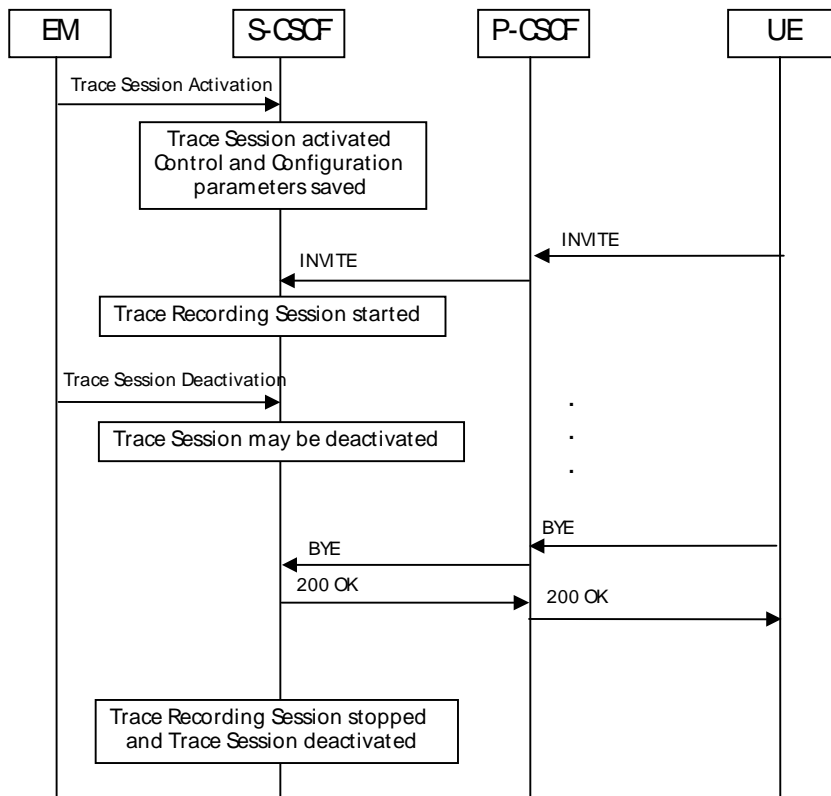 EM
S-CSCF
P-CSCF
UE
Trace Session Activation
Trace Session activated
Control and Configuration
parameters saved
INVITE
INVITE
Trace Recording Session started
Trace Session Deactivation
Trace Session may be deactivated
.
.
.
BYE
BYE
200 OK
200 OK
Trace Recording Session stopped
and Trace Session deactivated